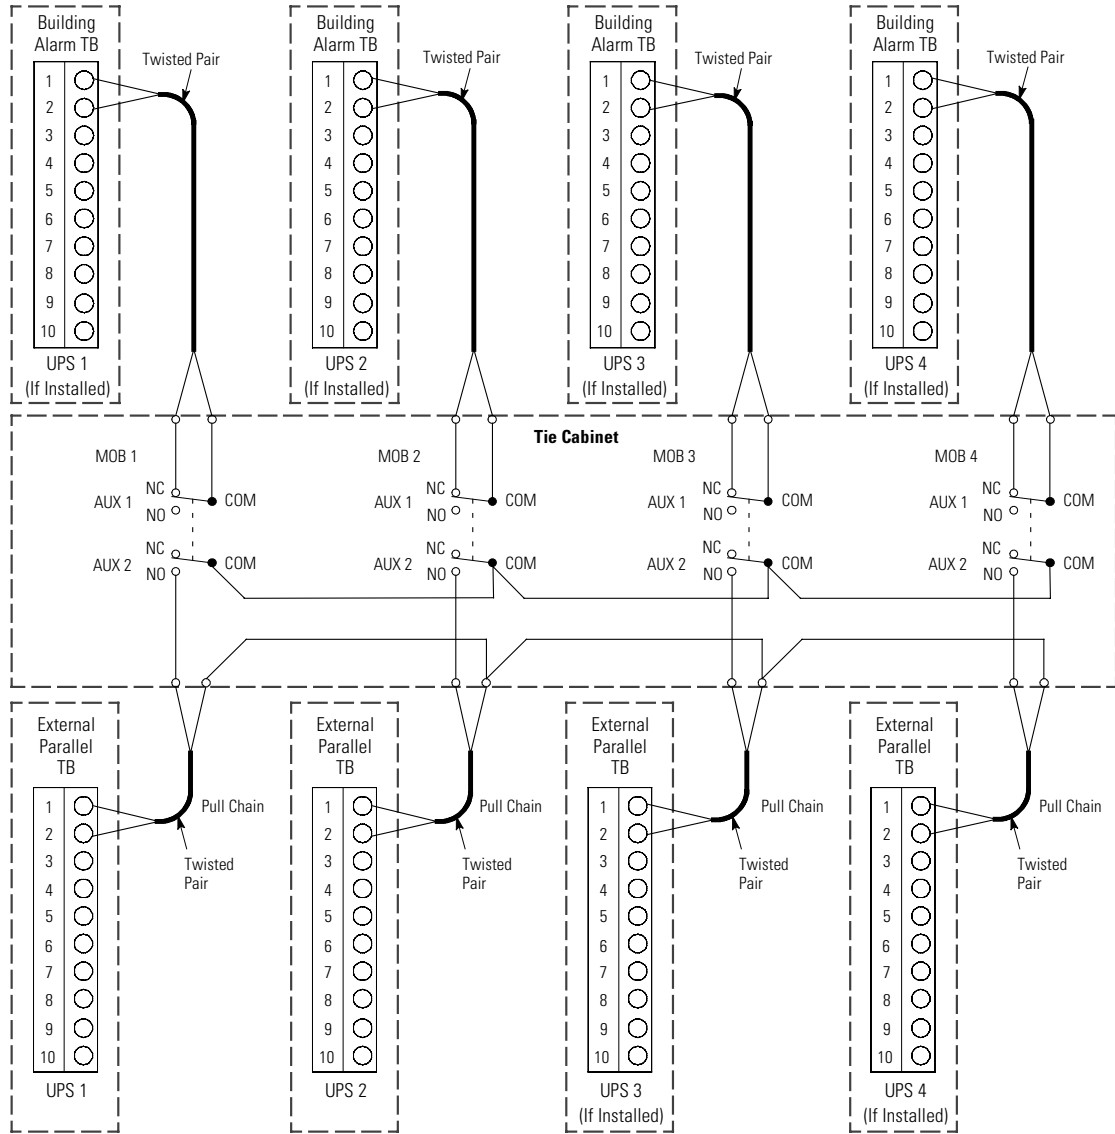 Building
Alarm TB
Twisted Pair
1
2
3
4
5
6
7
8
9
10
UPS 1
(If Installed)
Building
Alarm TB
Twisted Pair
1
2
3
4
5
6
7
8
9
10
UPS 2
(If Installed)
Building
Alarm TB
Twisted Pair
1
2
3
4
5
6
7
8
9
10
UPS 3
(If Installed)
Building
Alarm TB
Twisted Pair
1
2
3
4
5
6
7
8
9
10
UPS 4
(If Installed)
Tie Cabinet
MOB 1
AUX 1
NC
NO
COM
AUX 2
NC
NO
COM
MOB 2
AUX 1
NC
NO
COM
AUX 2
NC
NO
COM
MOB 3
AUX 1
NC
NO
COM
AUX 2
NC
NO
COM
MOB 4
AUX 1
NC
NO
COM
AUX 2
NC
NO
COM
External
Parallel
TB
1
2
3
4
5
6
7
8
9
10
Pull Chain
Twisted
Pair
UPS 1
External
Parallel
TB
1
2
3
4
5
6
7
8
9
10
Pull Chain
Twisted
Pair
UPS 2
External
Parallel
TB
1
2
3
4
5
6
7
8
9
10
Pull Chain
Twisted
Pair
UPS 3
(If Installed)
External
Parallel
TB
1
2
3
4
5
6
7
8
9
10
Pull Chain
Twisted
Pair
UPS 4
(If Installed)